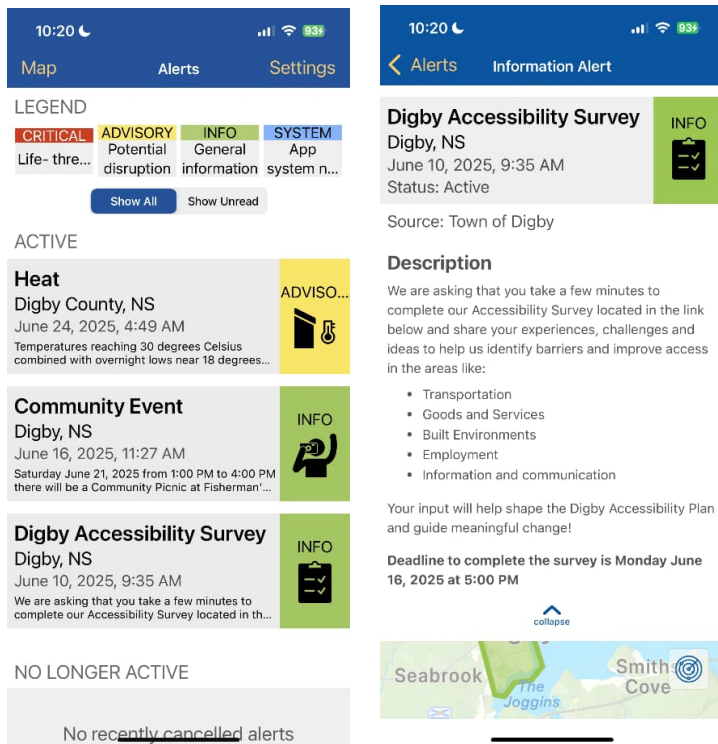 10:20
93
Map
Alerts
Settings
LEGEND
CRITICAL
Life- thre...
ADVISORY
Potential
disruption
INFO
General
information
SYSTEM
App
system n...
Show All
Show Unread
ACTIVE
Heat
Digby County, NS
June 24, 2025, 4:49 AM
Temperatures reaching 30 degrees Celsius
combined with overnight lows near 18 degrees...
ADVISO...
Community Event
Digby, NS
June 16, 2025, 11:27 AM
Saturday June 21, 2025 from 1:00 PM to 4:00 PM
there will be a Community Picnic at Fisherman'...
INFO
Digby Accessibility Survey
Digby, NS
June 10, 2025, 9:35 AM
We are asking that you take a few minutes to
complete our Accessibility Survey located in th...
INFO
NO LONGER ACTIVE
No recently cancelled alerts
10:20
93
Alerts
Information Alert
Digby Accessibility Survey
Digby, NS
June 10, 2025, 9:35 AM
Status: Active
INFO
Source: Town of Digby
Description
We are asking that you take a few minutes to
complete our Accessibility Survey located in the link
below and share your experiences, challenges and
ideas to help us identify barriers and improve access
in the areas like:
• Transportation
• Goods and Services
• Built Environments
• Employment
• Information and communication
Your input will help shape the Digby Accessibility Plan
and guide meaningful change!
Deadline to complete the survey is Monday June
16, 2025 at 5:00 PM
collapse
Seabrook
The
Joggins
Smiths
Cove